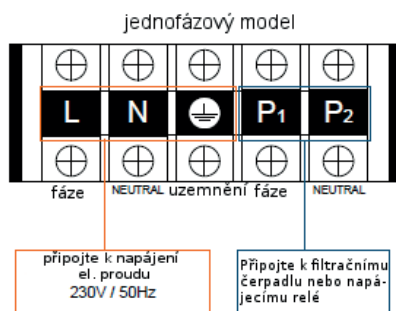 jednofázový model
L N P1 P2
fáze NEUTRAL uzemnění fáze NEUTRAL
připojte k napájení
el. proudu
230V / 50Hz
Připojte k filtračnímu
čerpadlu nebo napá-
jecímu relé